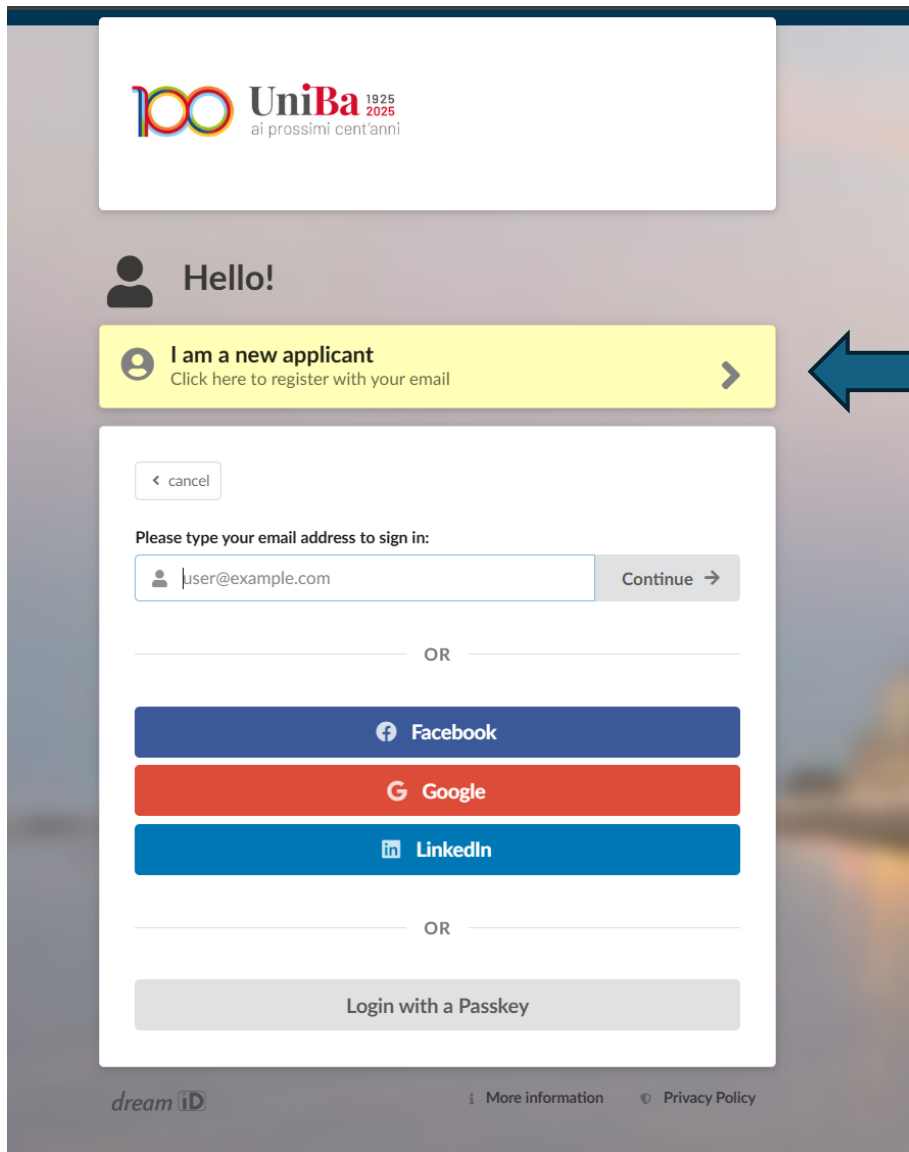 100 UniBa 1925
2025
ai prossimi cent'anni
Hello!
I am a new applicant
Click here to register with your email
cancel
Please type your email address to sign in:
user@example.com
Continue
OR
Facebook
Google
LinkedIn
OR
Login with a Passkey
dream iD
More information
Privacy Policy